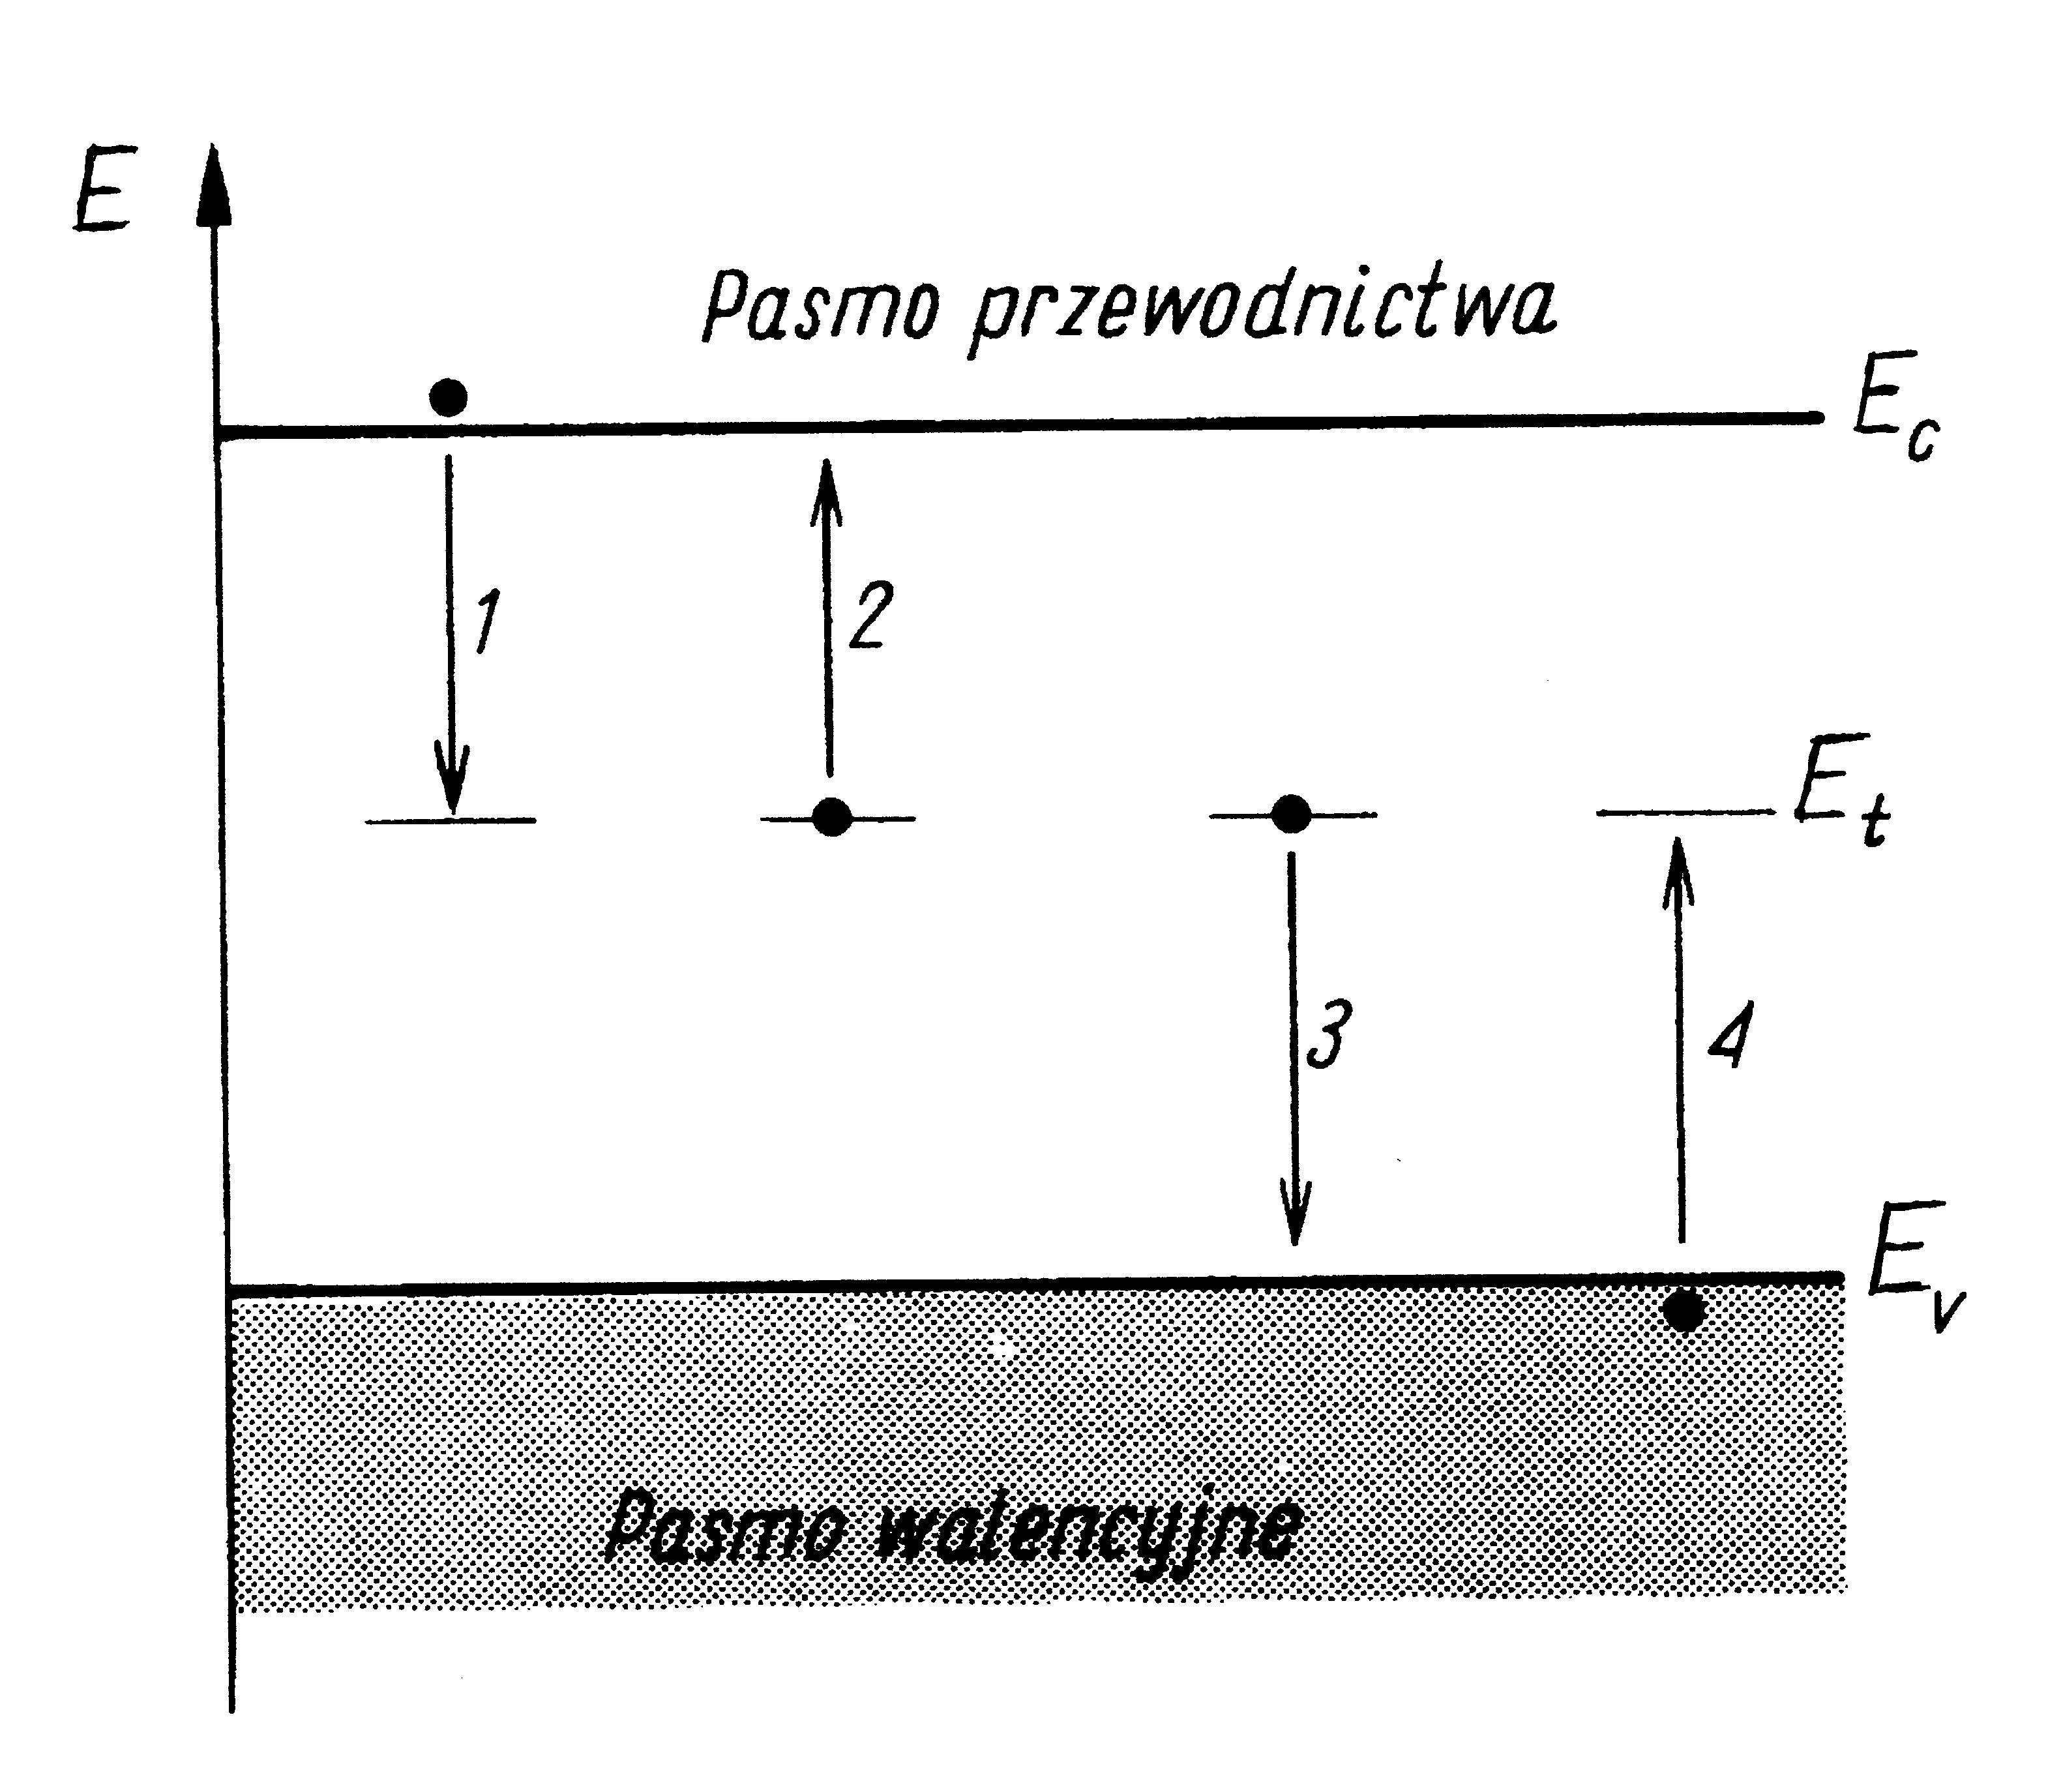 E
Pasmo przewodnictwa
Ec
1
2
Et
3
4
Ev
Pasmo walencyjne